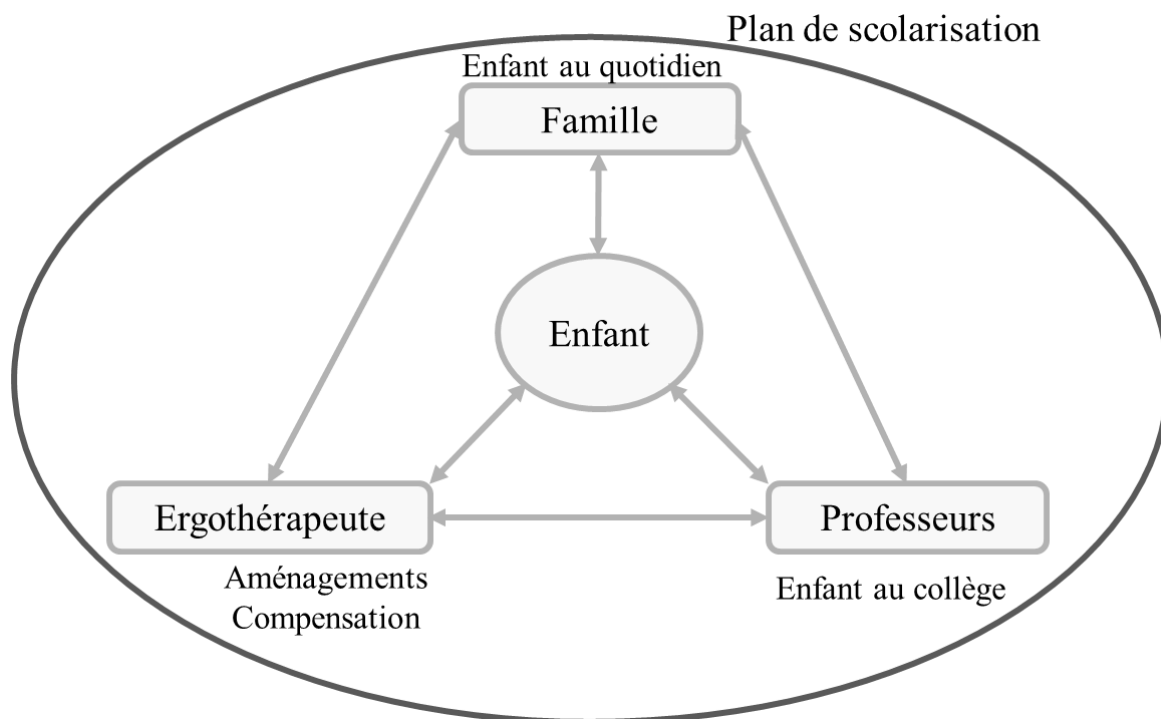 Plan de scolarisation
Enfant au quotidien
Famille
Enfant
Ergothérapeute
Professeurs
Aménagements
Compensation
Enfant au collège